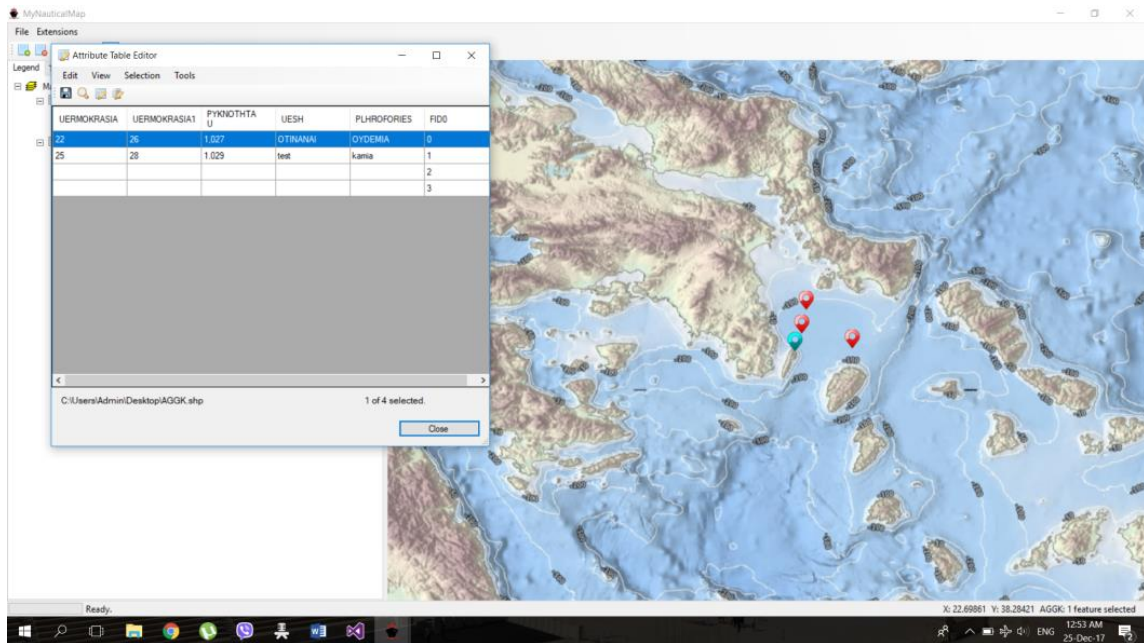 MyNauticalMap
File Extensions
Attribute Table Editor
Legend
Edit View Selection Tools
UERMOKRASIA UERMOKRASIA1 PYKNOTHTA U UESH PLHROFORIES FID0
22 26 1.027 OTINANAI OYDEMIA 0
25 28 1.029 test kamia 1
2
3
C:\Users\Admin\Desktop\AGGK.shp 1 of 4 selected.
Close
Ready. X: 22.69861 Y: 38.28421 AGGK: 1 feature selected
ENG 12:53 AM
25-Dec-17